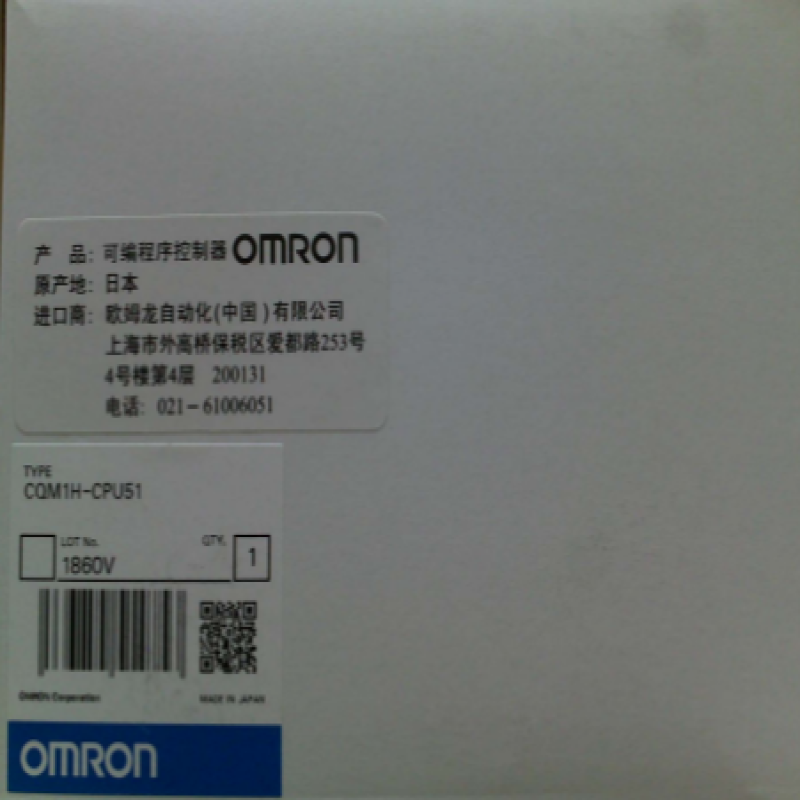 产 品: 可编程序控制器 OMRON
原产地: 日本
进口商: 欧姆龙自动化(中国)有限公司
上海市外高桥保税区爱都路253号
4号楼第4层 200131
电话: 021-61006051
TYPE
CQM1H-CPU51
LOT No. QTY.
1860V 1
OMRON Corporation MADE IN JAPAN
OMRON